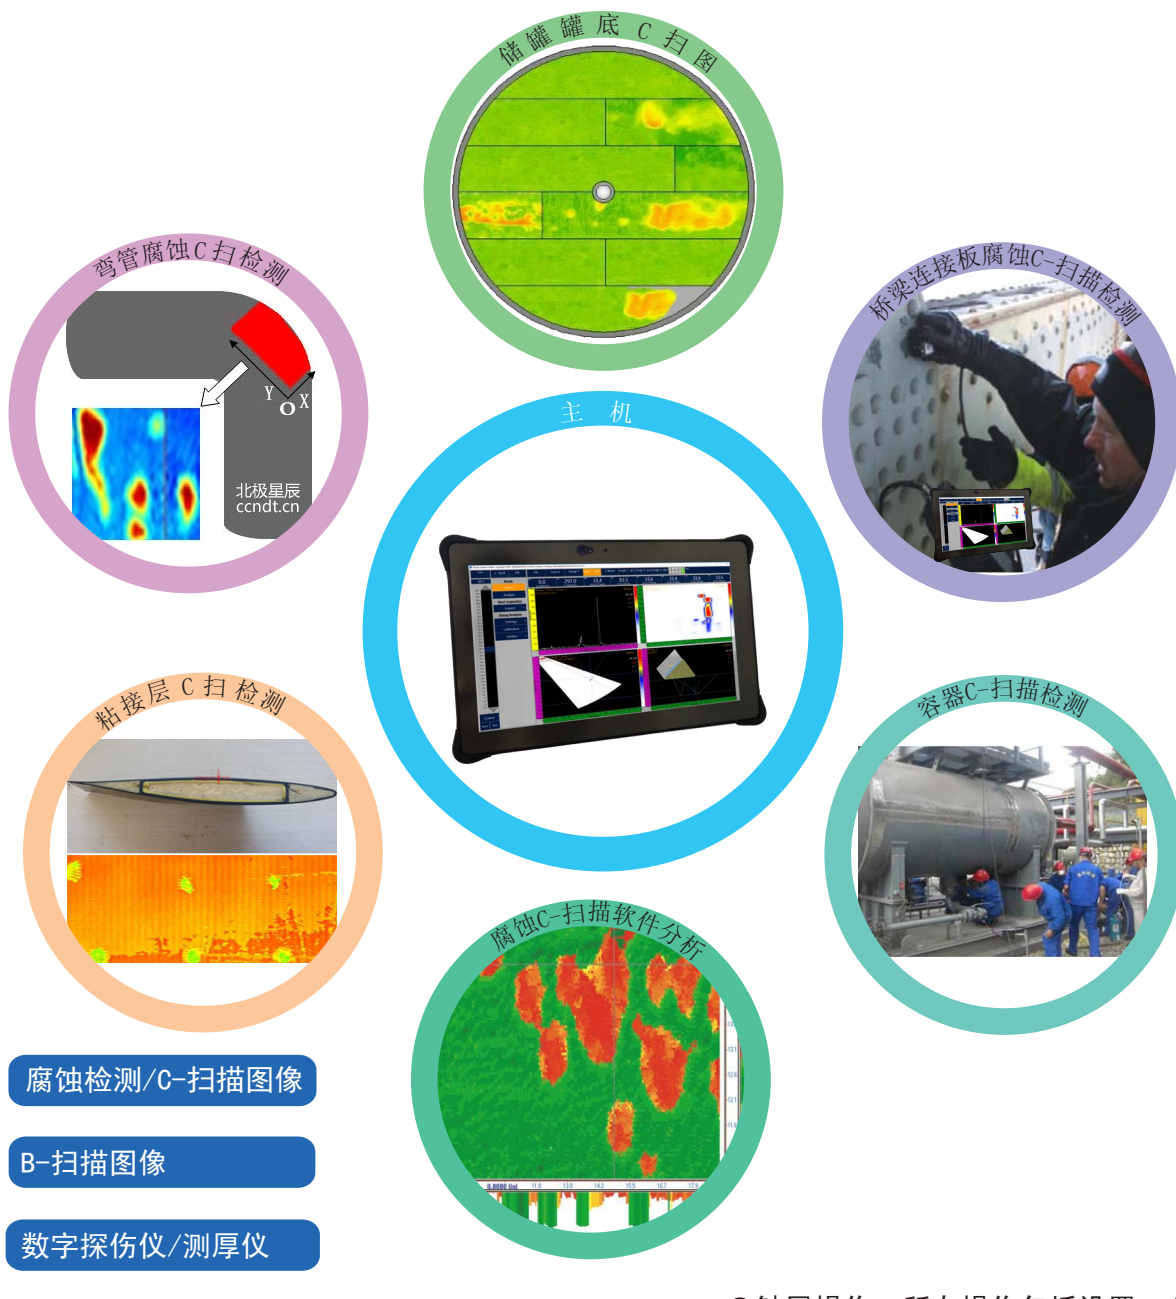 储罐罐底C扫图
弯管腐蚀C扫检测
Y
O
X
北极星辰
ccndt.cn
桥梁连接板腐蚀C-扫描检测
主 机
粘接层C扫检测
容器C-扫描检测
腐蚀C-扫描软件分析
腐蚀检测/C-扫描图像
B-扫描图像
数字探伤仪/测厚仪